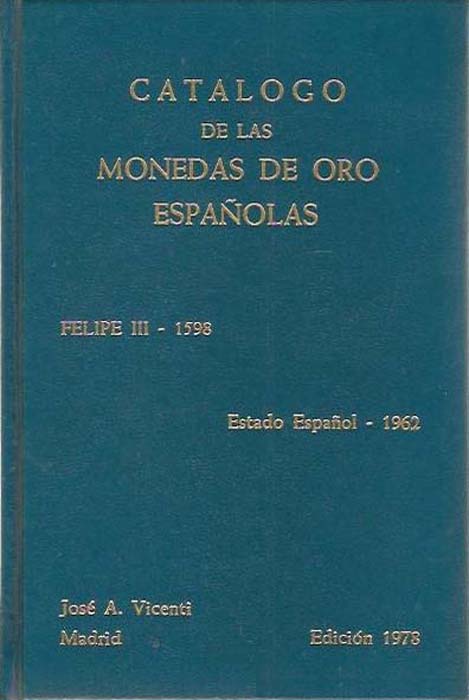 CATALOGO
DE LAS
MONEDAS DE ORO
ESPAÑOLAS
FELIPE III - 1598
Estado Español - 1962
José A. Vicenti
Madrid Edición 1978